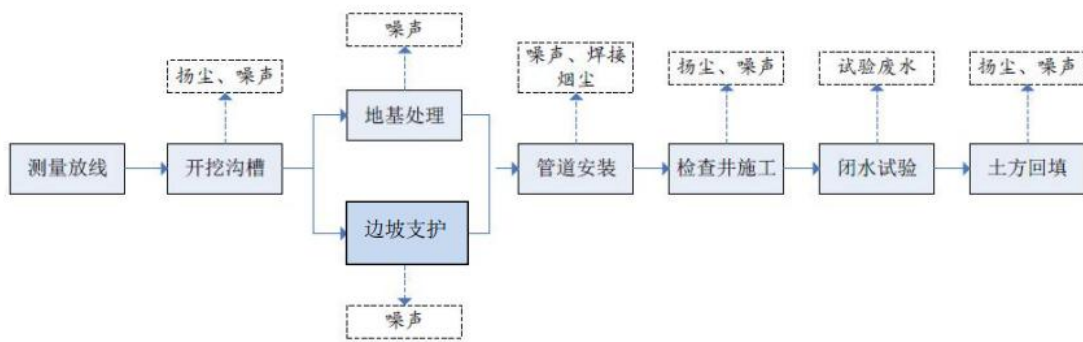 噪声
扬尘、噪声
噪声、焊接
烟尘
扬尘、噪声
试验废水
扬尘、噪声
地基处理
测量放线
开挖沟槽
管道安装
检查井施工
闭水试验
土方回填
边坡支护
噪声